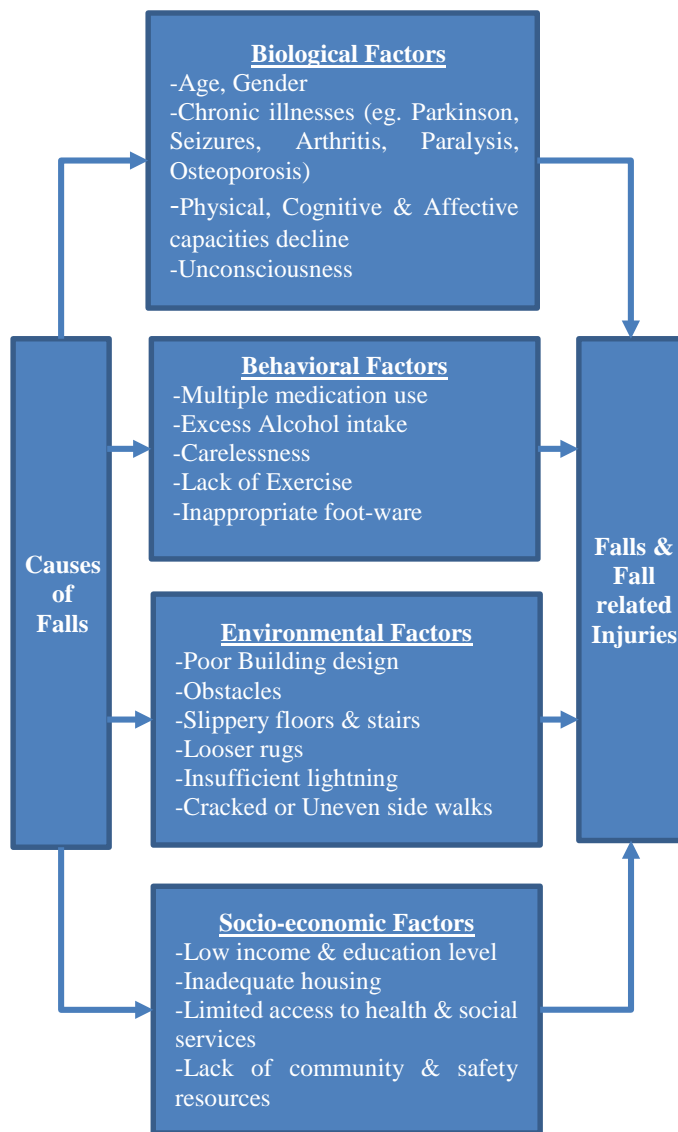 Biological Factors
-Age, Gender
-Chronic illnesses (eg. Parkinson,
Seizures, Arthritis, Paralysis,
Osteoporosis)
-Physical, Cognitive & Affective
capacities decline
-Unconsciousness
Behavioral Factors
-Multiple medication use
-Excess Alcohol intake
-Carelessness
-Lack of Exercise
-Inappropriate foot-ware
Causes
of
Falls
Falls &
Fall
related
Injuries
Environmental Factors
-Poor Building design
-Obstacles
-Slippery floors & stairs
-Looser rugs
-Insufficient lightning
-Cracked or Uneven side walks
Socio-economic Factors
-Low income & education level
-Inadequate housing
-Limited access to health & social
services
-Lack of community & safety
resources